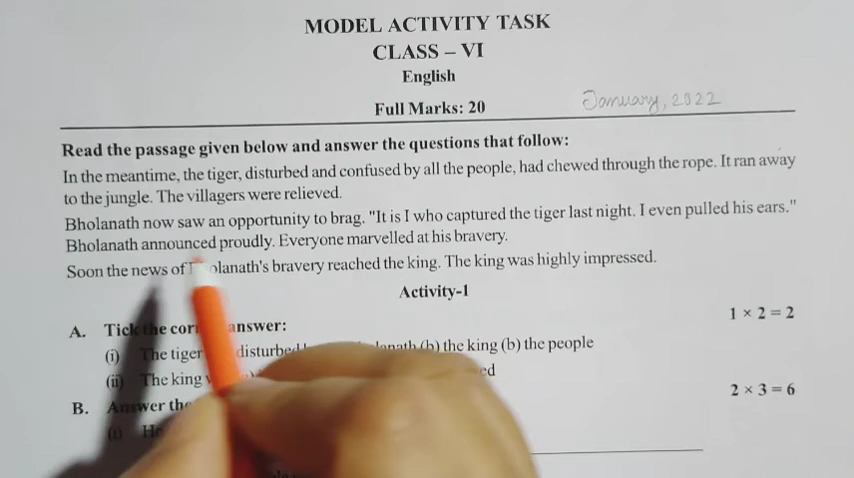 MODEL ACTIVITY TASK
CLASS – VI
English
Full Marks: 20
January, 2022
Read the passage given below and answer the questions that follow:
In the meantime, the tiger, disturbed and confused by all the people, had chewed through the rope. It ran away
to the jungle. The villagers were relieved.
Bholanath now saw an opportunity to brag. "It is I who captured the tiger last night. I even pulled his ears."
Bholanath announced proudly. Everyone marvelled at his bravery.
Soon the news of Bholanath's bravery reached the king. The king was highly impressed.
Activity-1
A. Tick the correct answer: 1 × 2 = 2
(i) The tiger disturbed (b) the king (b) the people
(ii) The king
B. Answer the 2 × 3 = 6
(i)